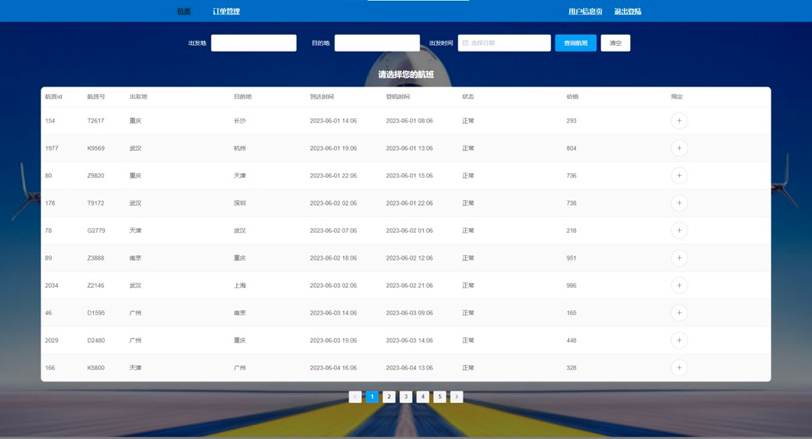 机票 订单管理 用户信息页 退出登陆
出发地 目的地 出发时间 选择日期 查询航班 清空
请选择您的航班
航班id 航班号 出发地 目的地 到达时间 登机时间 状态 价格 预定
154 T2617 重庆 长沙 2023-06-01 14:06 2023-06-01 08:06 正常 293
1977 K9569 武汉 杭州 2023-06-01 19:06 2023-06-01 13:06 正常 804
80 Z9820 重庆 天津 2023-06-01 22:06 2023-06-01 15:06 正常 736
178 T9172 武汉 深圳 2023-06-02 02:06 2023-06-01 22:06 正常 738
78 G2779 天津 武汉 2023-06-02 07:06 2023-06-02 01:06 正常 218
89 Z3888 南京 重庆 2023-06-02 18:06 2023-06-02 12:06 正常 951
2034 Z2146 武汉 上海 2023-06-03 02:06 2023-06-02 21:06 正常 986
46 D1595 广州 南京 2023-06-03 14:06 2023-06-03 09:06 正常 165
2029 D2480 广州 重庆 2023-06-03 19:06 2023-06-03 14:06 正常 448
166 K5800 天津 广州 2023-06-04 16:06 2023-06-04 13:06 正常 328
1 2 3 4 5